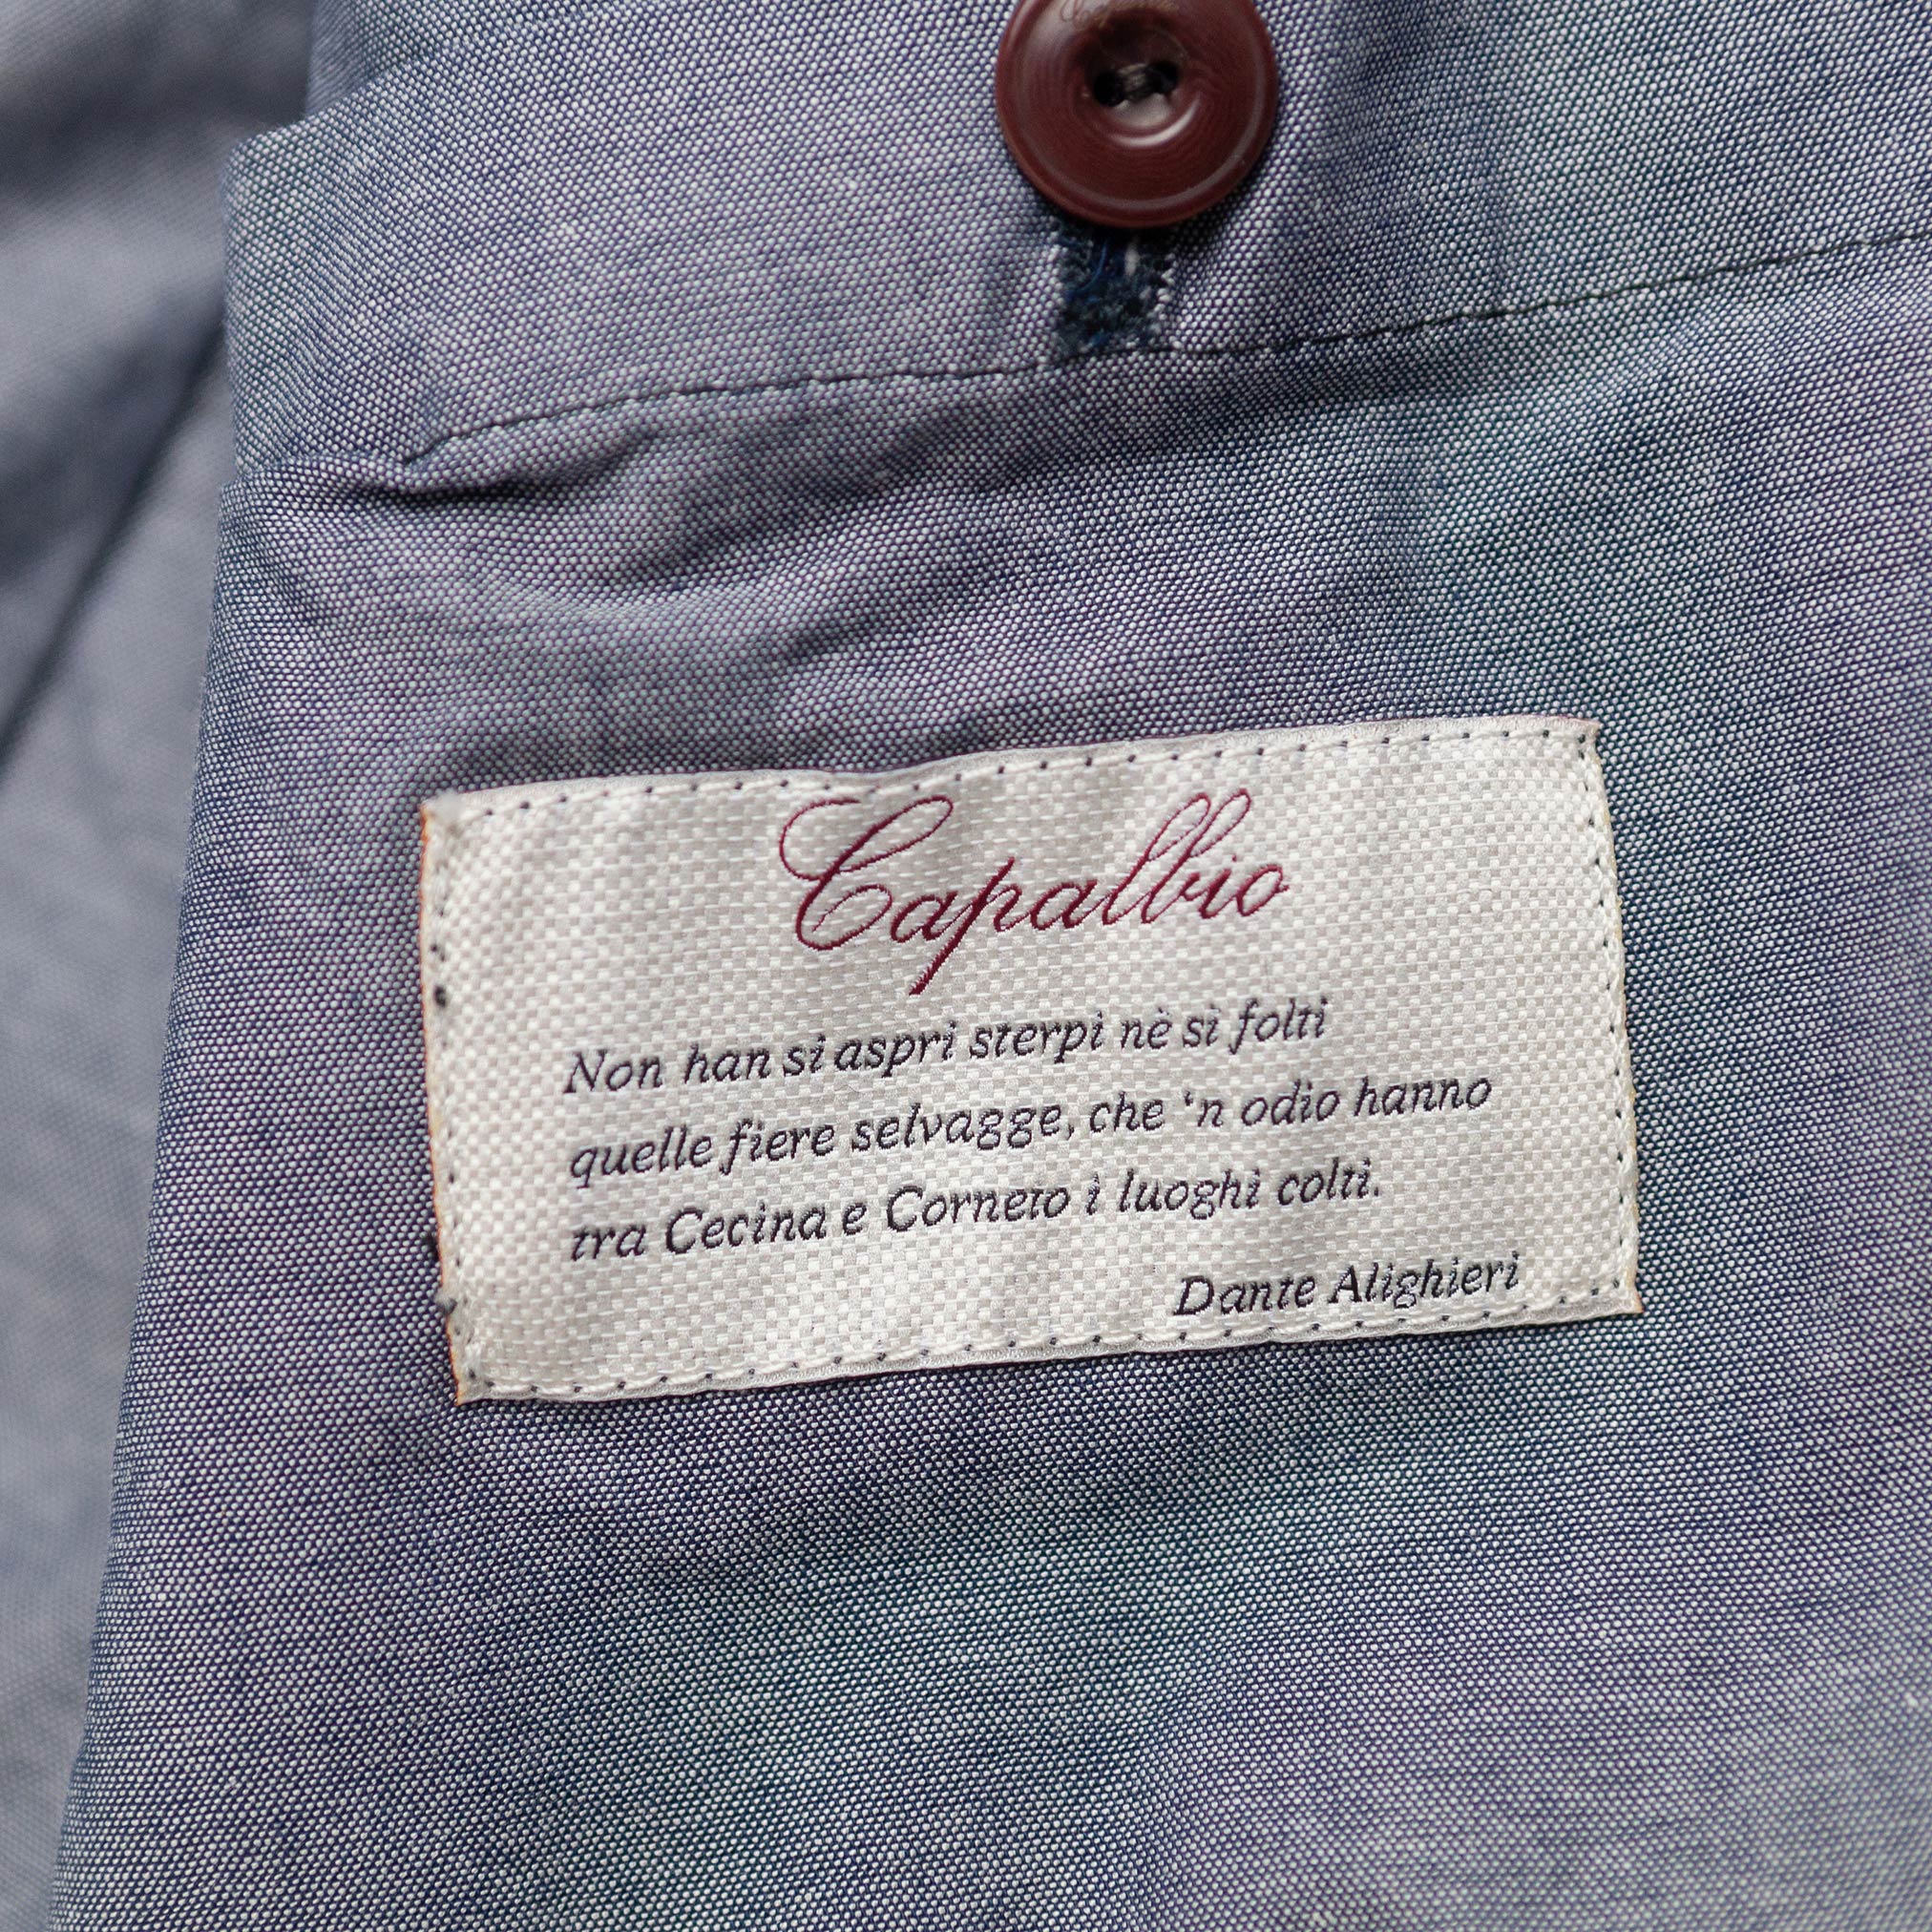 Capalbio
Non han sì aspri sterpi nè sì folti
quelle fiere selvagge, che 'n odio hanno
tra Cecina e Corneto i luoghi colti.
Dante Alighieri